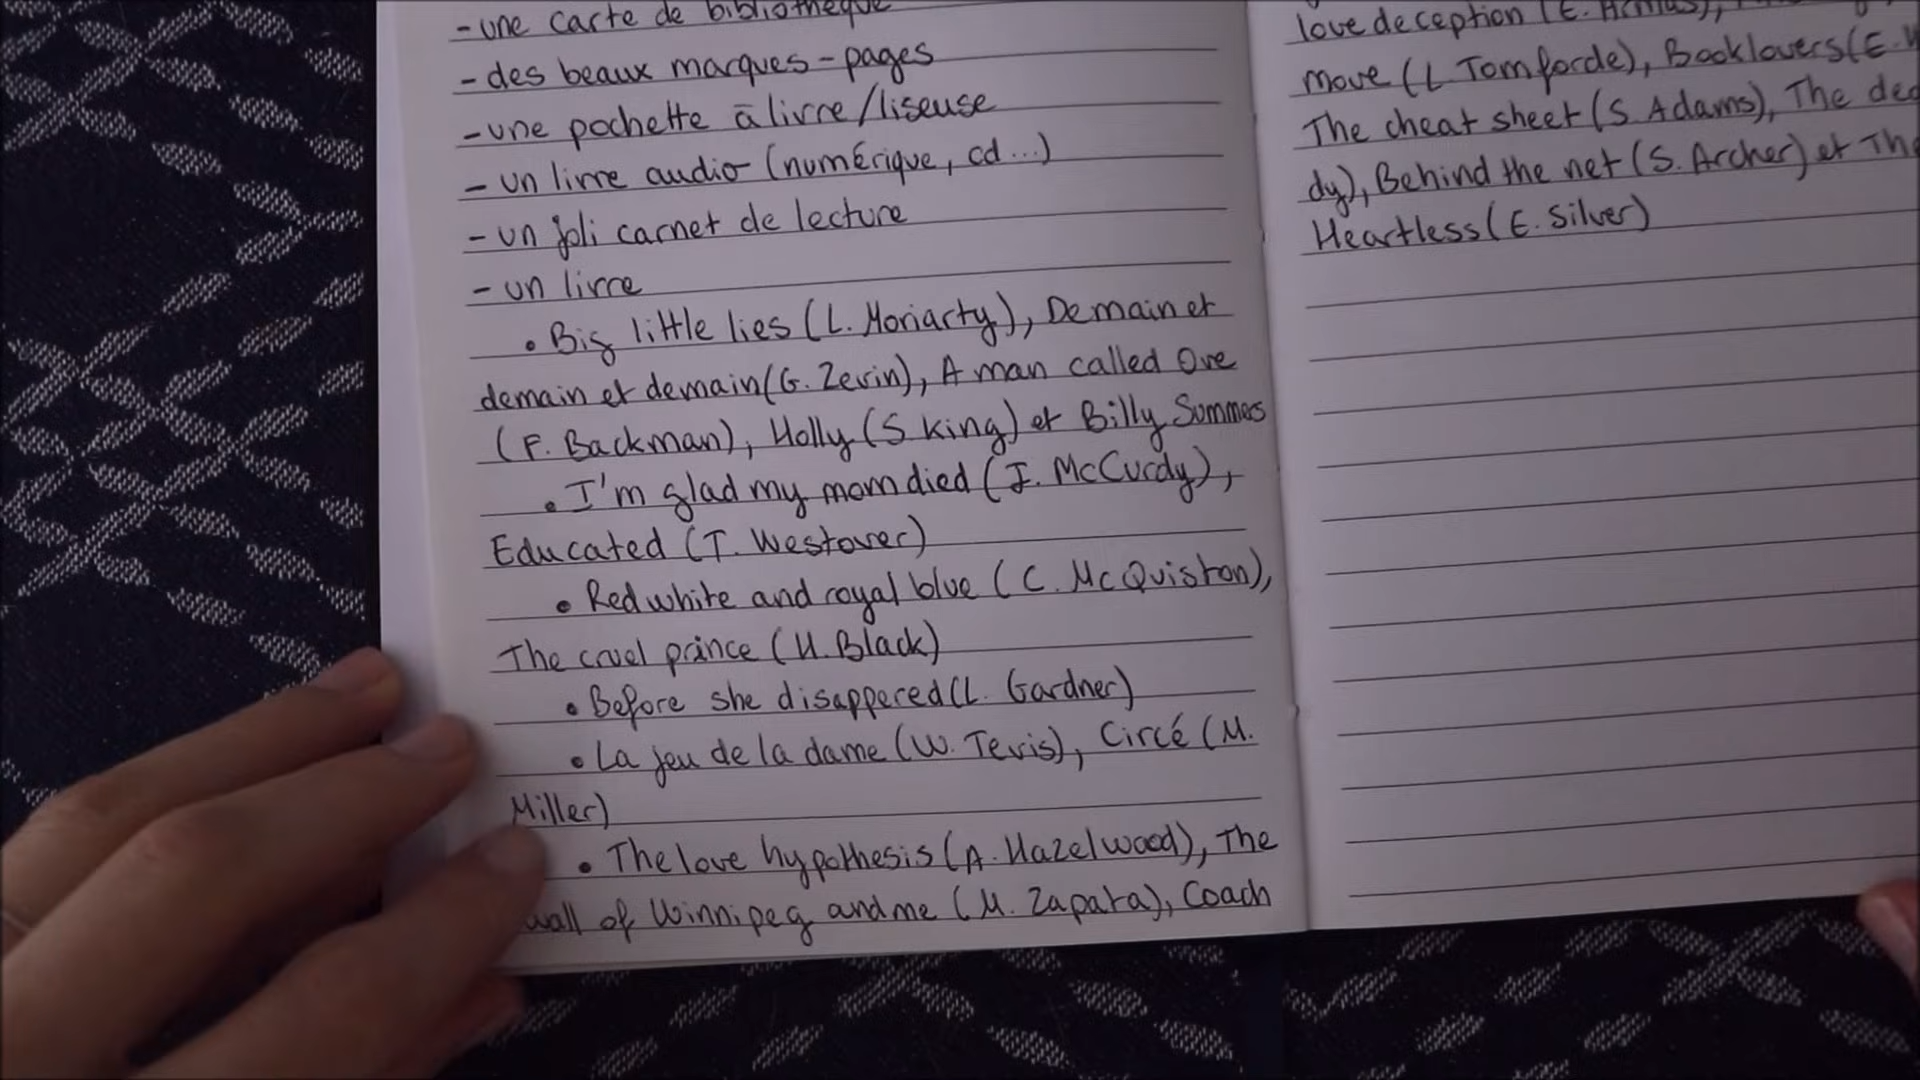 - une carte de bibliothèque
- des beaux marques-pages
- une pochette à livre/liseuse
- un livre audio (numérique, cd...)
- un joli carnet de lecture
- un livre
• Big little lies (L. Moriarty), Demain et
demain et demain (G. Zevin), A man called Ove
(F. Backman), Holly (S King) et Billy Summers
• I'm glad my mom died (J. McCurdy),
Educated (T. Westover)
• Red white and royal blue (C. McQuiston),
The cruel prince (H. Black)
• Before she disappered (L. Gardner)
• La jeu de la dame (W. Tevis), Circé (M.
Miller)
• The love hypothesis (A. Hazelwood), The
wall of Winnipeg and me (M. Zapata), Coach
love deception (E. Armas),
move (L Tomforde), Booklovers (E.
The cheat sheet (S. Adams), The
dy), Behind the net (S. Archer) et
Heartless (E. Silver)